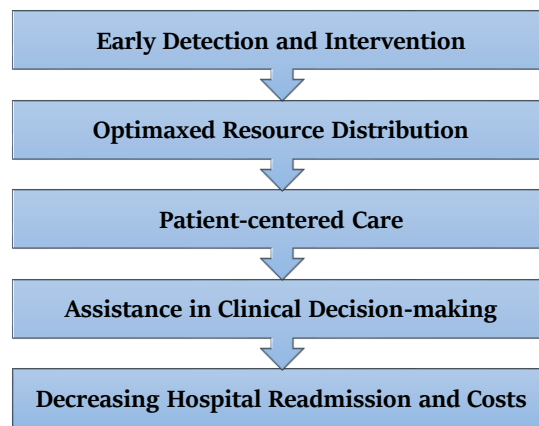 Early Detection and Intervention
Optimaxed Resource Distribution
Patient-centered Care
Assistance in Clinical Decision-making
Decreasing Hospital Readmission and Costs